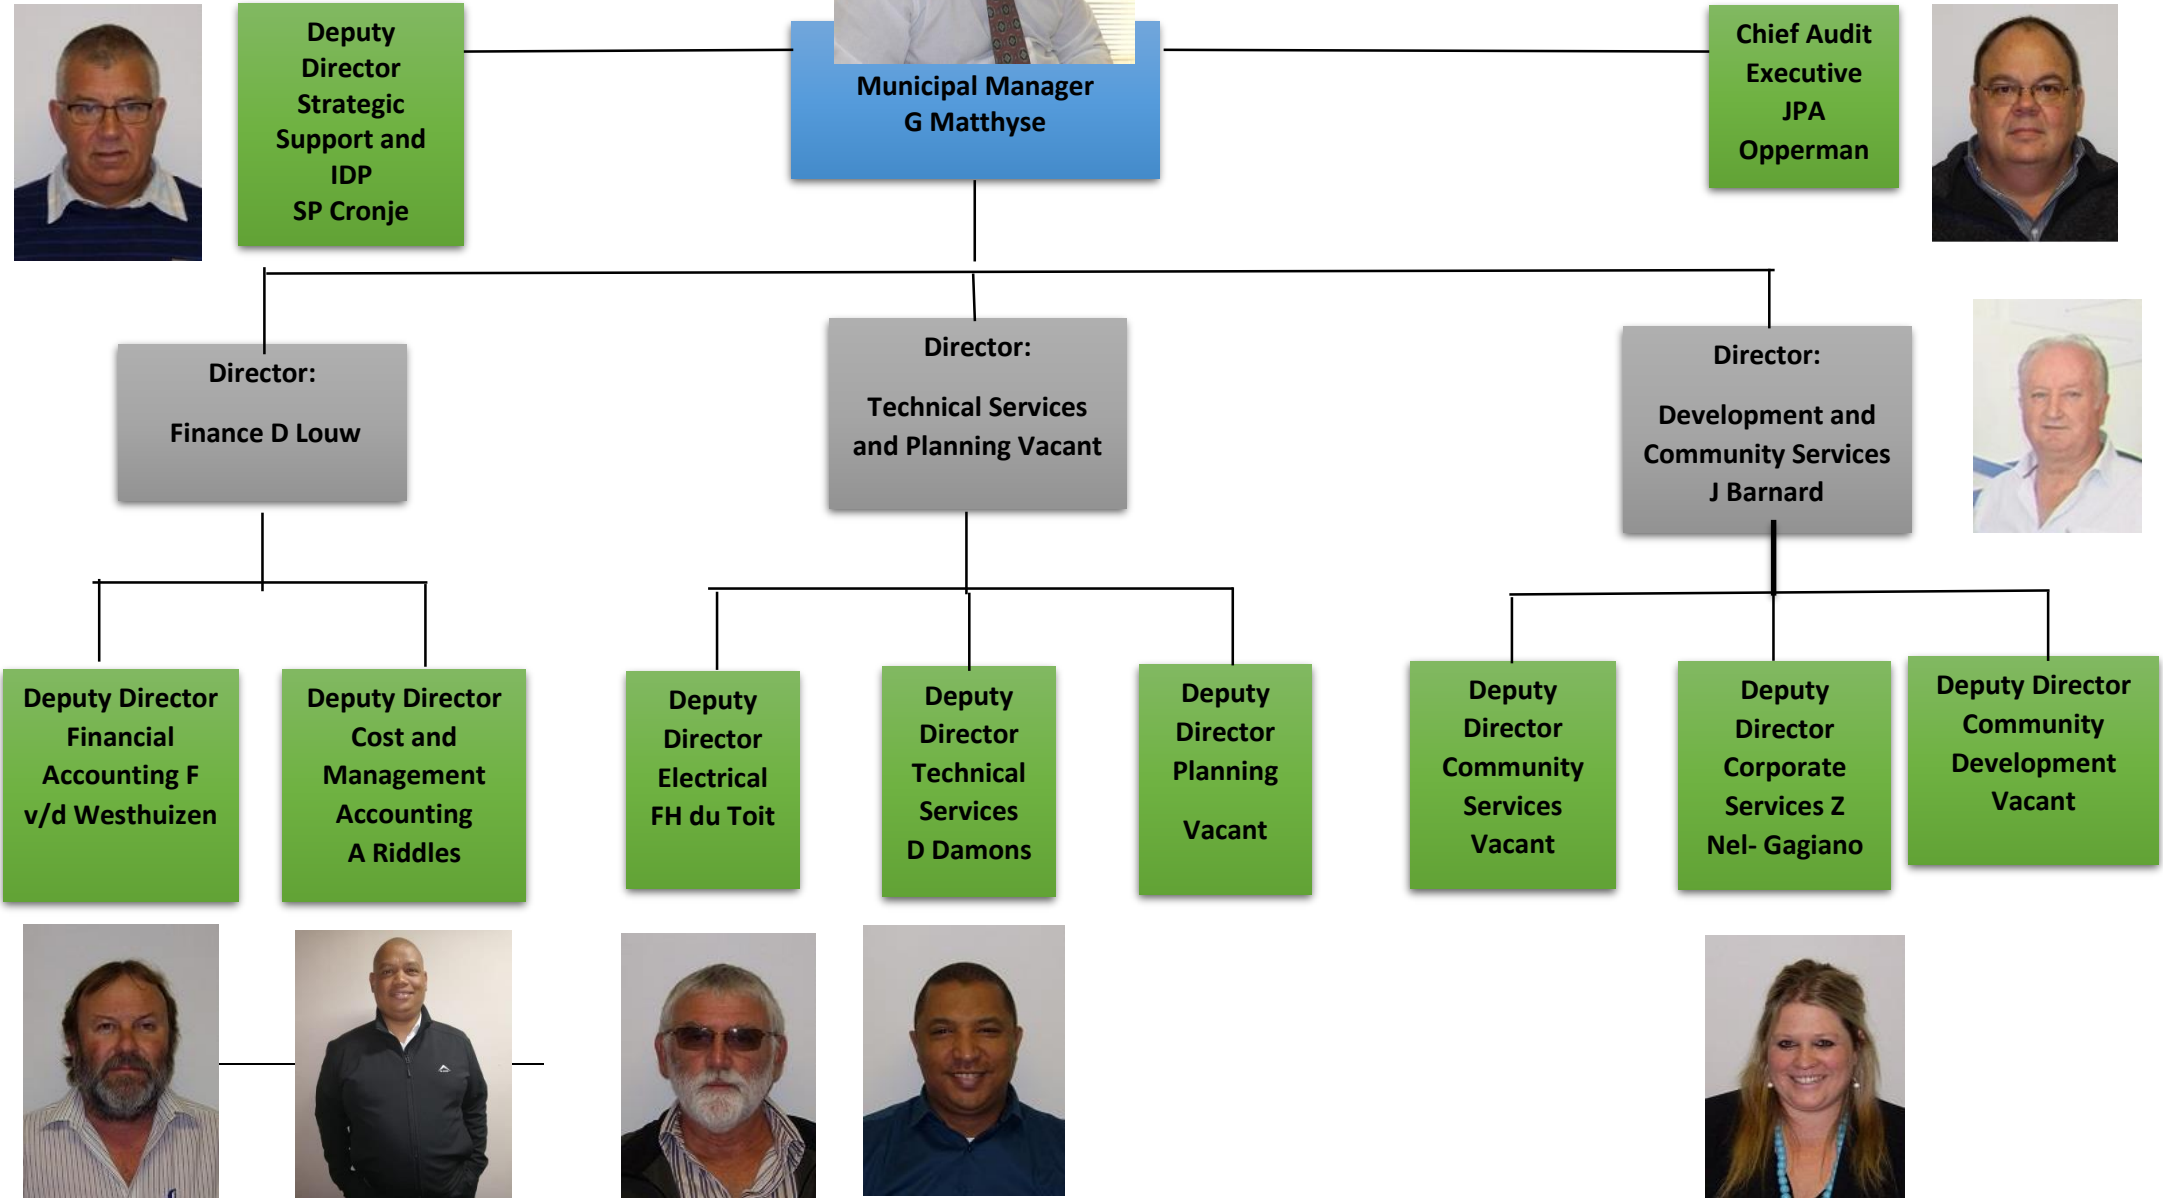 Deputy
Director
Strategic
Support and
IDP
SP Cronje
Municipal Manager
G Matthyse
Chief Audit
Executive
JPA
Opperman
Director:
Finance D Louw
Director:
Technical Services
and Planning Vacant
Director:
Development and
Community Services
J Barnard
Deputy Director
Financial
Accounting F
v/d Westhuizen
Deputy Director
Cost and
Management
Accounting
A Riddles
Deputy
Director
Electrical
FH du Toit
Deputy
Director
Technical
Services
D Damons
Deputy
Director
Planning
Vacant
Deputy
Director
Community
Services
Vacant
Deputy
Director
Corporate
Services Z
Nel- Gagiano
Deputy Director
Community
Development
Vacant